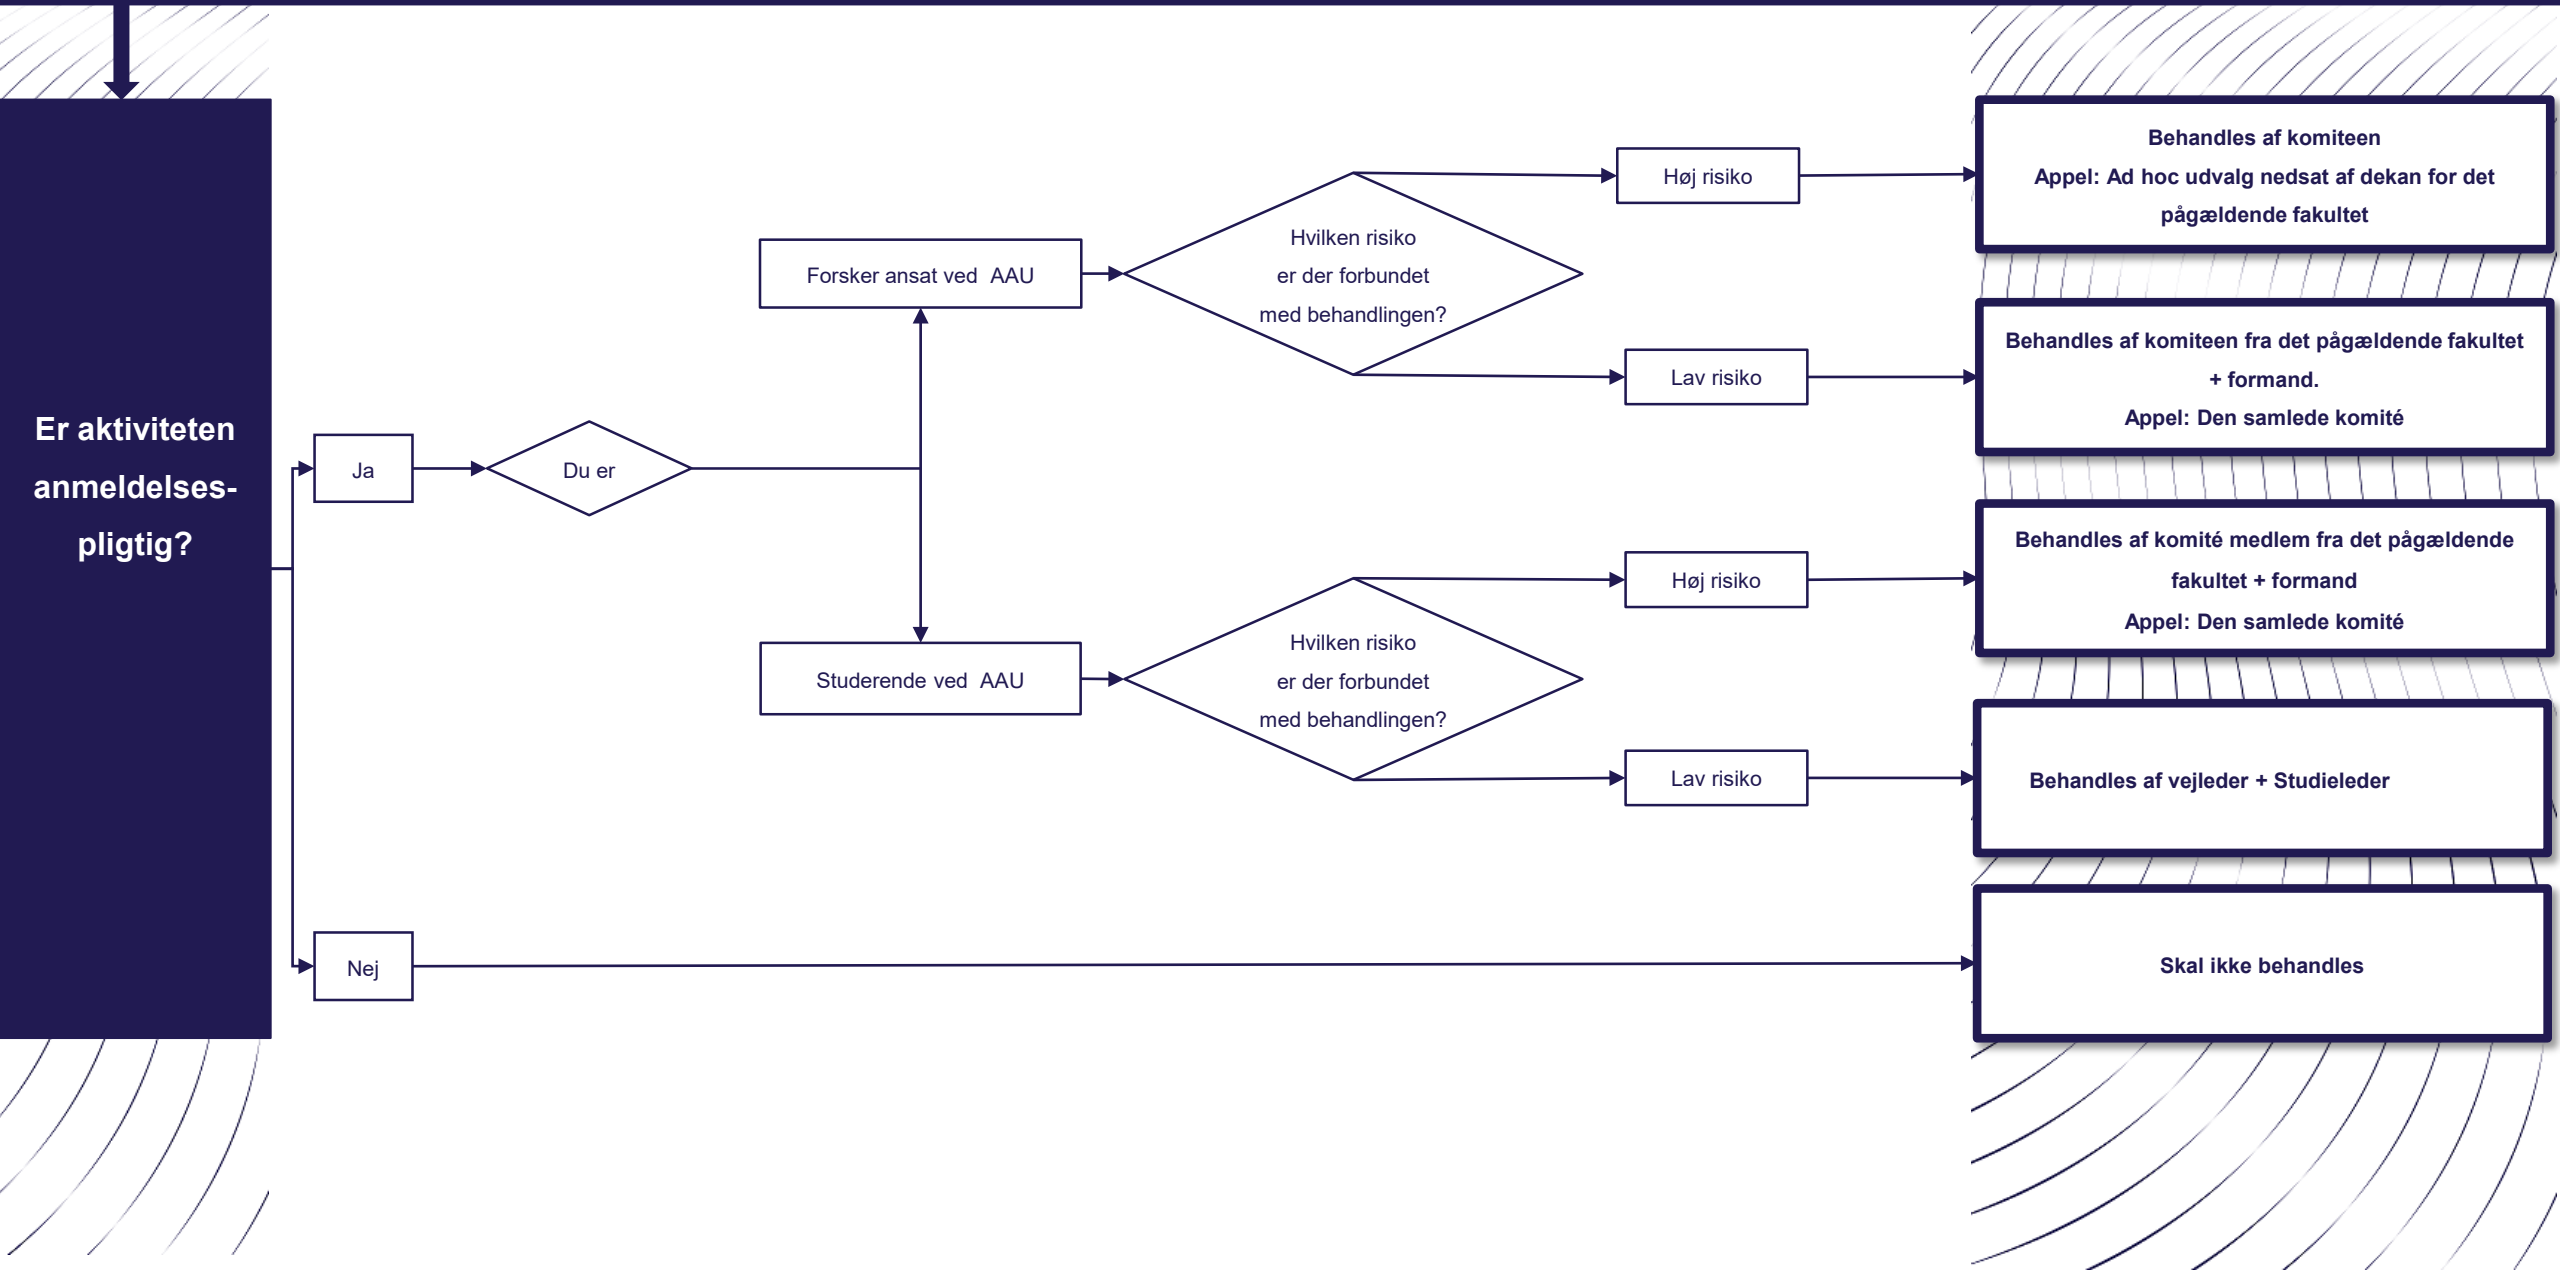 Er aktiviteten
anmeldelses-
pligtig?
Ja
Du er
Forsker ansat ved AAU
Hvilken risiko
er der forbundet
med behandlingen?
Høj risiko
Behandles af komiteen
Appel: Ad hoc udvalg nedsat af dekan for det
pågældende fakultet
Lav risiko
Behandles af komiteen fra det pågældende fakultet
+ formand.
Appel: Den samlede komité
Studerende ved AAU
Hvilken risiko
er der forbundet
med behandlingen?
Høj risiko
Behandles af komité medlem fra det pågældende
fakultet + formand
Appel: Den samlede komité
Lav risiko
Behandles af vejleder + Studieleder
Nej
Skal ikke behandles